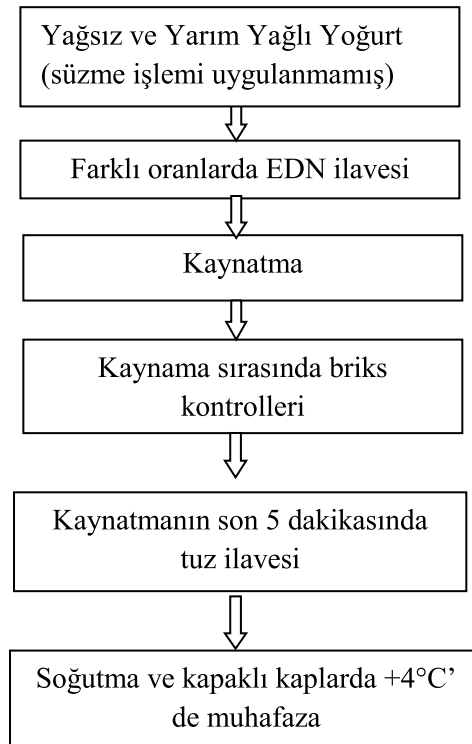 Yağsız ve Yarım Yağlı Yoğurt
(süzme işlemi uygulanmamış)
Farklı oranlarda EDN ilavesi
Kaynatma
Kaynama sırasında briks
kontrolleri
Kaynatmanın son 5 dakikasında
tuz ilavesi
Soğutma ve kapaklı kaplarda +4°C’
de muhafaza